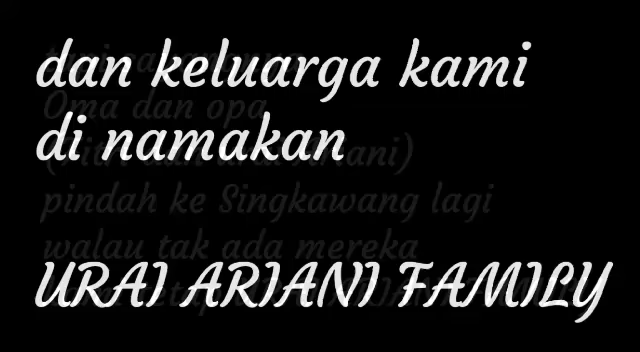 dan keluarga kami
Oma dan opa
di namakan
pindah ke Singkawang lagi
walau tak ada mereka
URAI ARIANI FAMILY